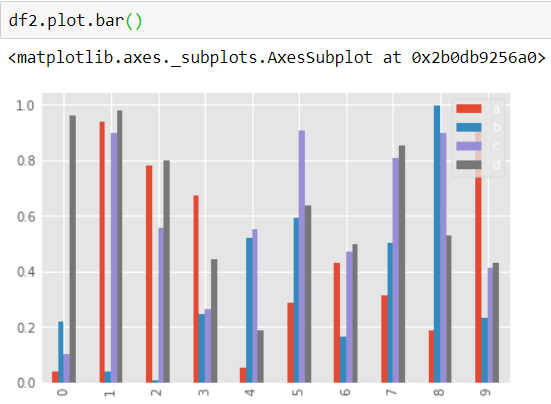 df2.plot.bar()
<matplotlib.axes._subplots.AxesSubplot at 0x2b0db9256a0>
1.0
a
b
c
0.8
d
0.6
0.4
0.2
0.0
0 1 2 3 4 5 6 7 8 9